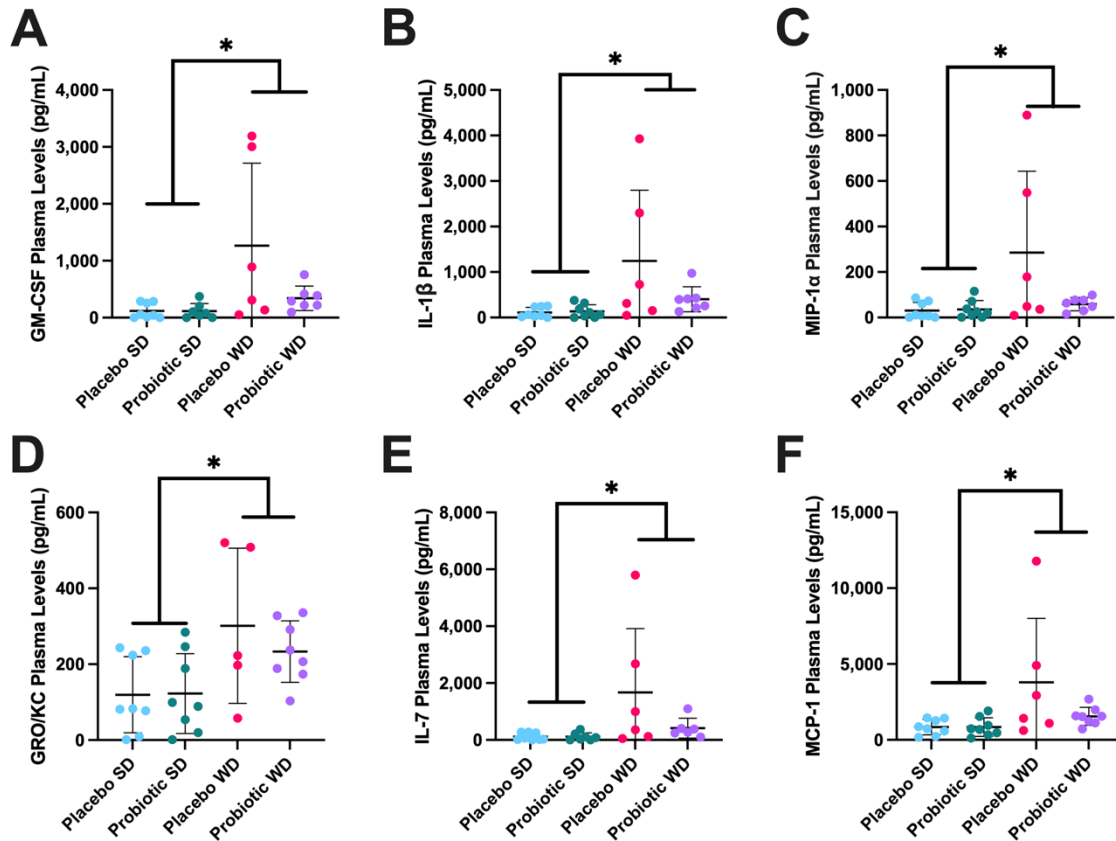 A
GM-CSF Plasma Levels (pg/mL)
4,000
3,000
2,000
1,000
0
*
Placebo SD
Probiotic SD
Placebo WD
Probiotic WD
B
IL-1β Plasma Levels (pg/mL)
5,000
4,000
3,000
2,000
1,000
0
*
Placebo SD
Probiotic SD
Placebo WD
Probiotic WD
C
MIP-1α Plasma Levels (pg/mL)
1,000
800
600
400
200
0
*
Placebo SD
Probiotic SD
Placebo WD
Probiotic WD
D
GRO/KC Plasma Levels (pg/mL)
600
400
200
0
*
Placebo SD
Probiotic SD
Placebo WD
Probiotic WD
E
IL-7 Plasma Levels (pg/mL)
8,000
6,000
4,000
2,000
0
*
Placebo SD
Probiotic SD
Placebo WD
Probiotic WD
F
MCP-1 Plasma Levels (pg/mL)
15,000
10,000
5,000
0
*
Placebo SD
Probiotic SD
Placebo WD
Probiotic WD